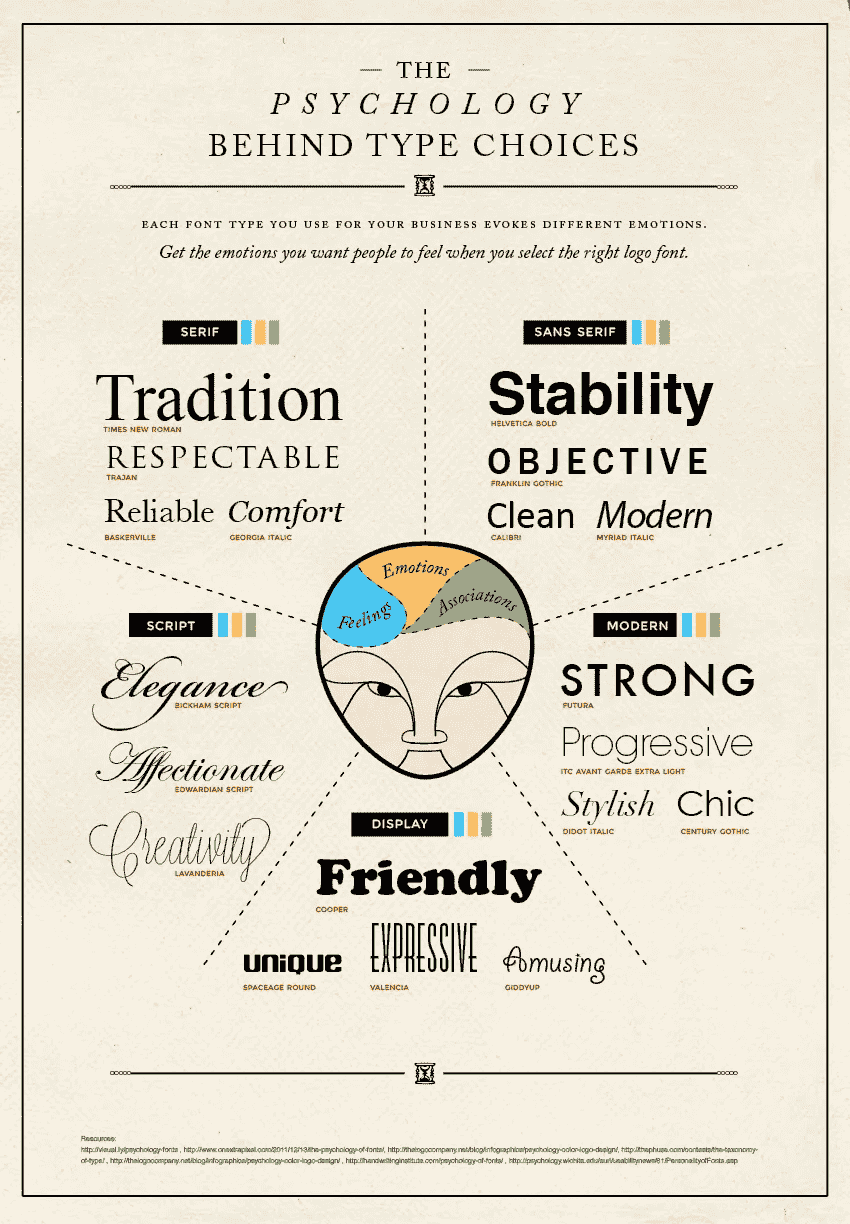 THE
PSYCHOLOGY
BEHIND TYPE CHOICES
EACH FONT TYPE YOU USE FOR YOUR BUSINESS EVOKES DIFFERENT EMOTIONS.
Get the emotions you want people to feel when you select the right logo font.
SERIF
Tradition
TIMES NEW ROMAN
RESPECTABLE
TRAJAN
Reliable Comfort
BASKERVILLE GEORGIA ITALIC
SANS SERIF
Stability
HELVETICA BOLD
OBJECTIVE
FRANKLIN GOTHIC
Clean Modern
CALIBRI MYRIAD ITALIC
Emotions
Feelings
Associations
SCRIPT
Elegance
BICKHAM SCRIPT
Affectionate
EDWARDIAN SCRIPT
Creativity
LAVANDERIA
MODERN
STRONG
FUTURA
Progressive
ITC AVANT GARDE EXTRA LIGHT
Stylish Chic
DIDOT ITALIC CENTURY GOTHIC
DISPLAY
Friendly
COOPER
UNIQUE EXPRESSIVE Amusing
SPACEAGE ROUND VALENCIA GIDDYUP
Resources:
http://visual.ly/psychology-fonts , http://www.onextrapixel.com/2011/12/13/the-psychology-of-fonts/, http://thelogocompany.net/blog/infographics/psychology-color-logo-design/, http://thephuse.com/contests/the-taxonomy-
of-type/ , http://thelogocompany.net/blog/infographics/psychology-color-logo-design/ , http://handwritinginstitute.com/psychology-of-fonts/ , http://psychology.wichita.edu/surl/usabilitynews/81/PersonalityofFonts.asp